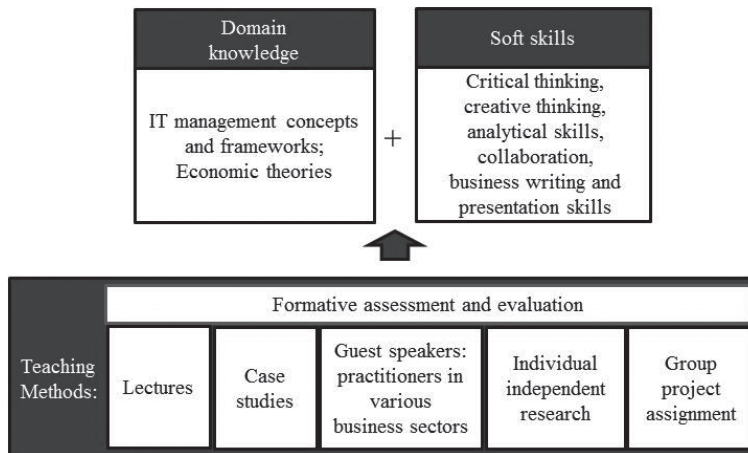 Domain
knowledge
IT management concepts
and frameworks;
Economic theories
+
Soft skills
Critical thinking,
creative thinking,
analytical skills,
collaboration,
business writing and
presentation skills
Teaching
Methods:
Formative assessment and evaluation
Lectures
Case
studies
Guest speakers:
practitioners in
various
business sectors
Individual
independent
research
Group
project
assignment